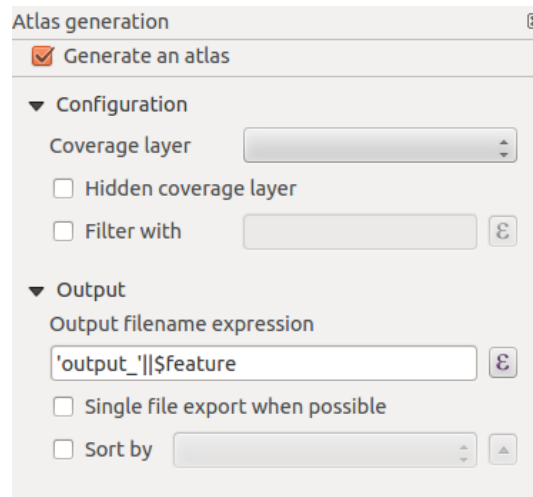 Atlas generation
Generate an atlas
Configuration
Coverage layer
Hidden coverage layer
Filter with
ε
Output
Output filename expression
'output_'||$feature
ε
Single file export when possible
Sort by